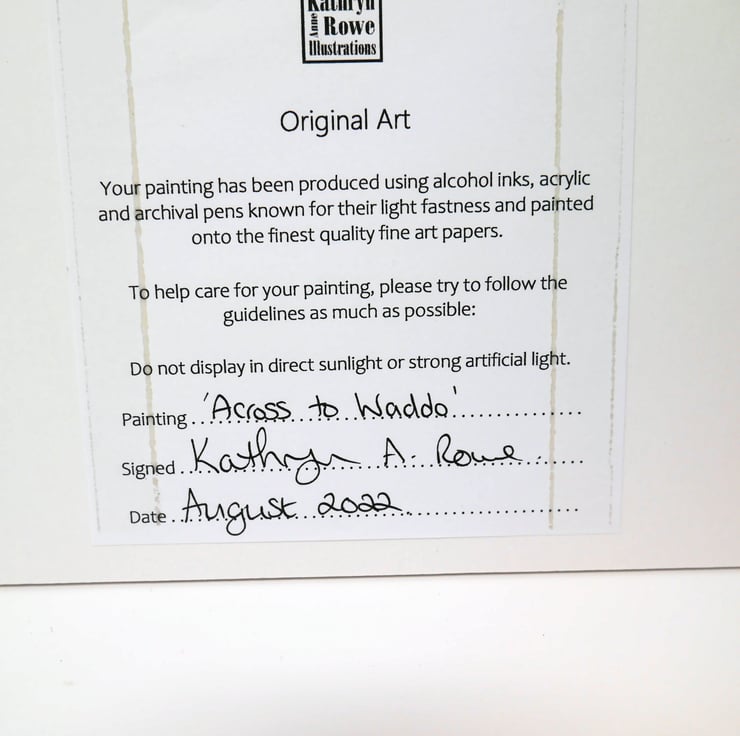 Kathryn
Anne
Rowe
Illustrations
Original Art
Your painting has been produced using alcohol inks, acrylic
and archival pens known for their light fastness and painted
onto the finest quality fine art papers.
To help care for your painting, please try to follow the
guidelines as much as possible:
Do not display in direct sunlight or strong artificial light.
Painting...'Across to Waddo'...............
Signed..Kathryn A. Rowe.......
Date..August 2022.......................